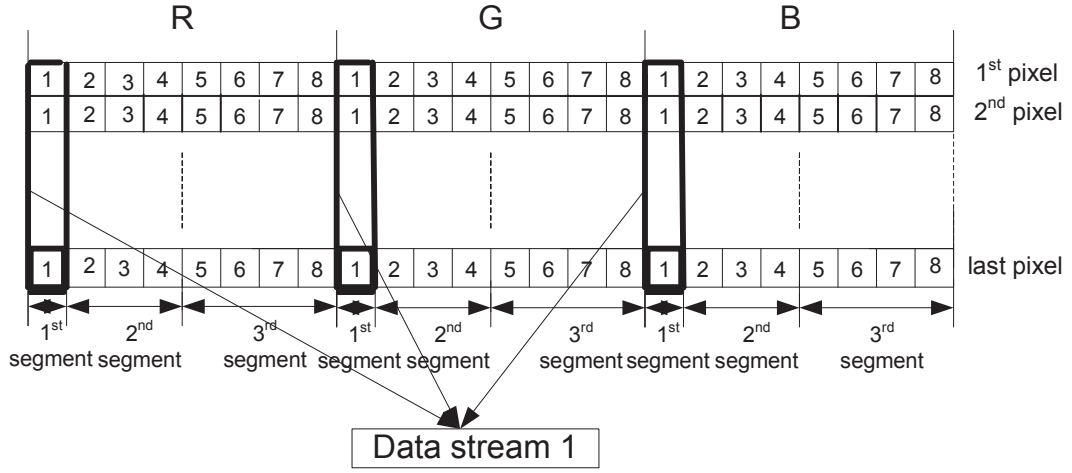 R G B
1 2 3 4 5 6 7 8 1 2 3 4 5 6 7 8 1 2 3 4 5 6 7 8 1st pixel
1 2 3 4 5 6 7 8 1 2 3 4 5 6 7 8 1 2 3 4 5 6 7 8 2nd pixel
1 2 3 4 5 6 7 8 1 2 3 4 5 6 7 8 1 2 3 4 5 6 7 8 last pixel
1st 2nd 3rd 1st 2nd 3rd 1st 2nd 3rd
segment segment segment segment segment segment segment segment segment
Data stream 1